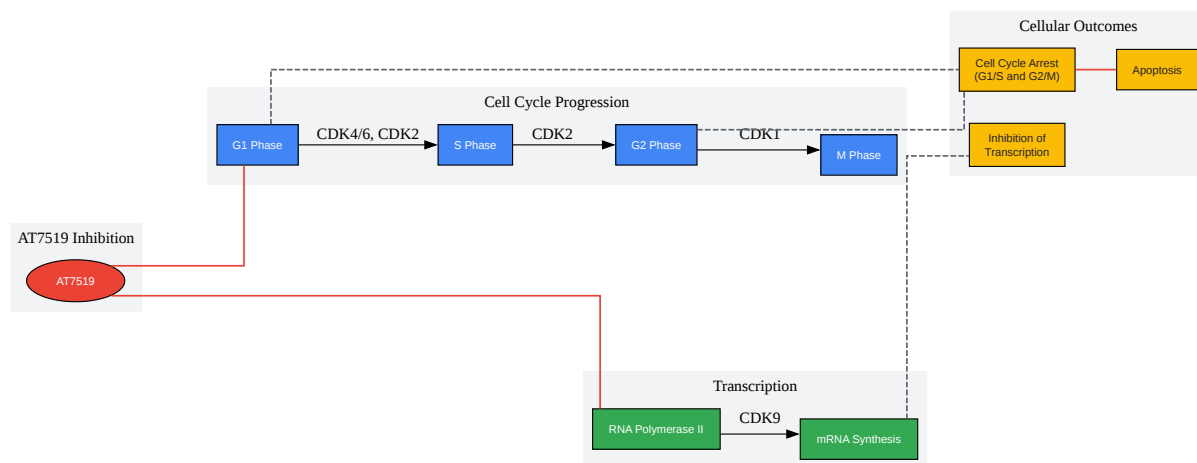 Cellular Outcomes
Cell Cycle Arrest
(G1/S and G2/M)
Apoptosis
Inhibition of
Transcription
Cell Cycle Progression
G1 Phase
CDK4/6, CDK2
S Phase
CDK2
G2 Phase
CDK1
M Phase
AT7519 Inhibition
AT7519
Transcription
RNA Polymerase II
CDK9
mRNA Synthesis